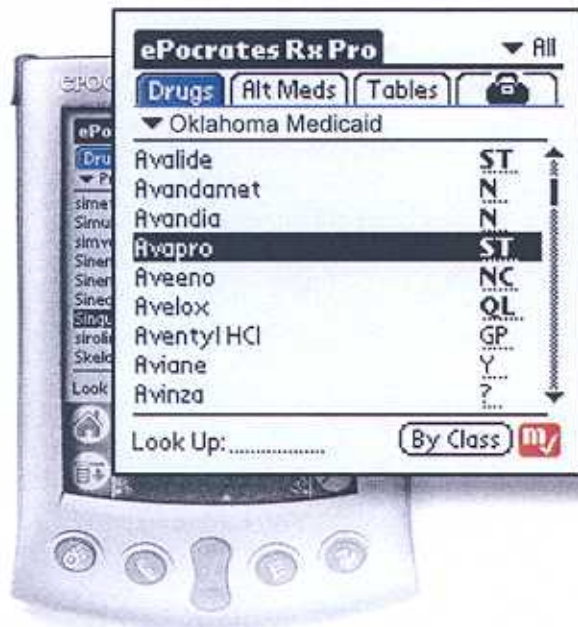 ePocrates Rx Pro
All
Drugs Alt Meds Tables
Oklahoma Medicaid
Avalide ST
Avandamet N
Avandia N
Avapro ST
Aveeno NC
Avelox QL
Aventyl HCl GP
Aviane Y
Avinza ?
Look Up:
By Class